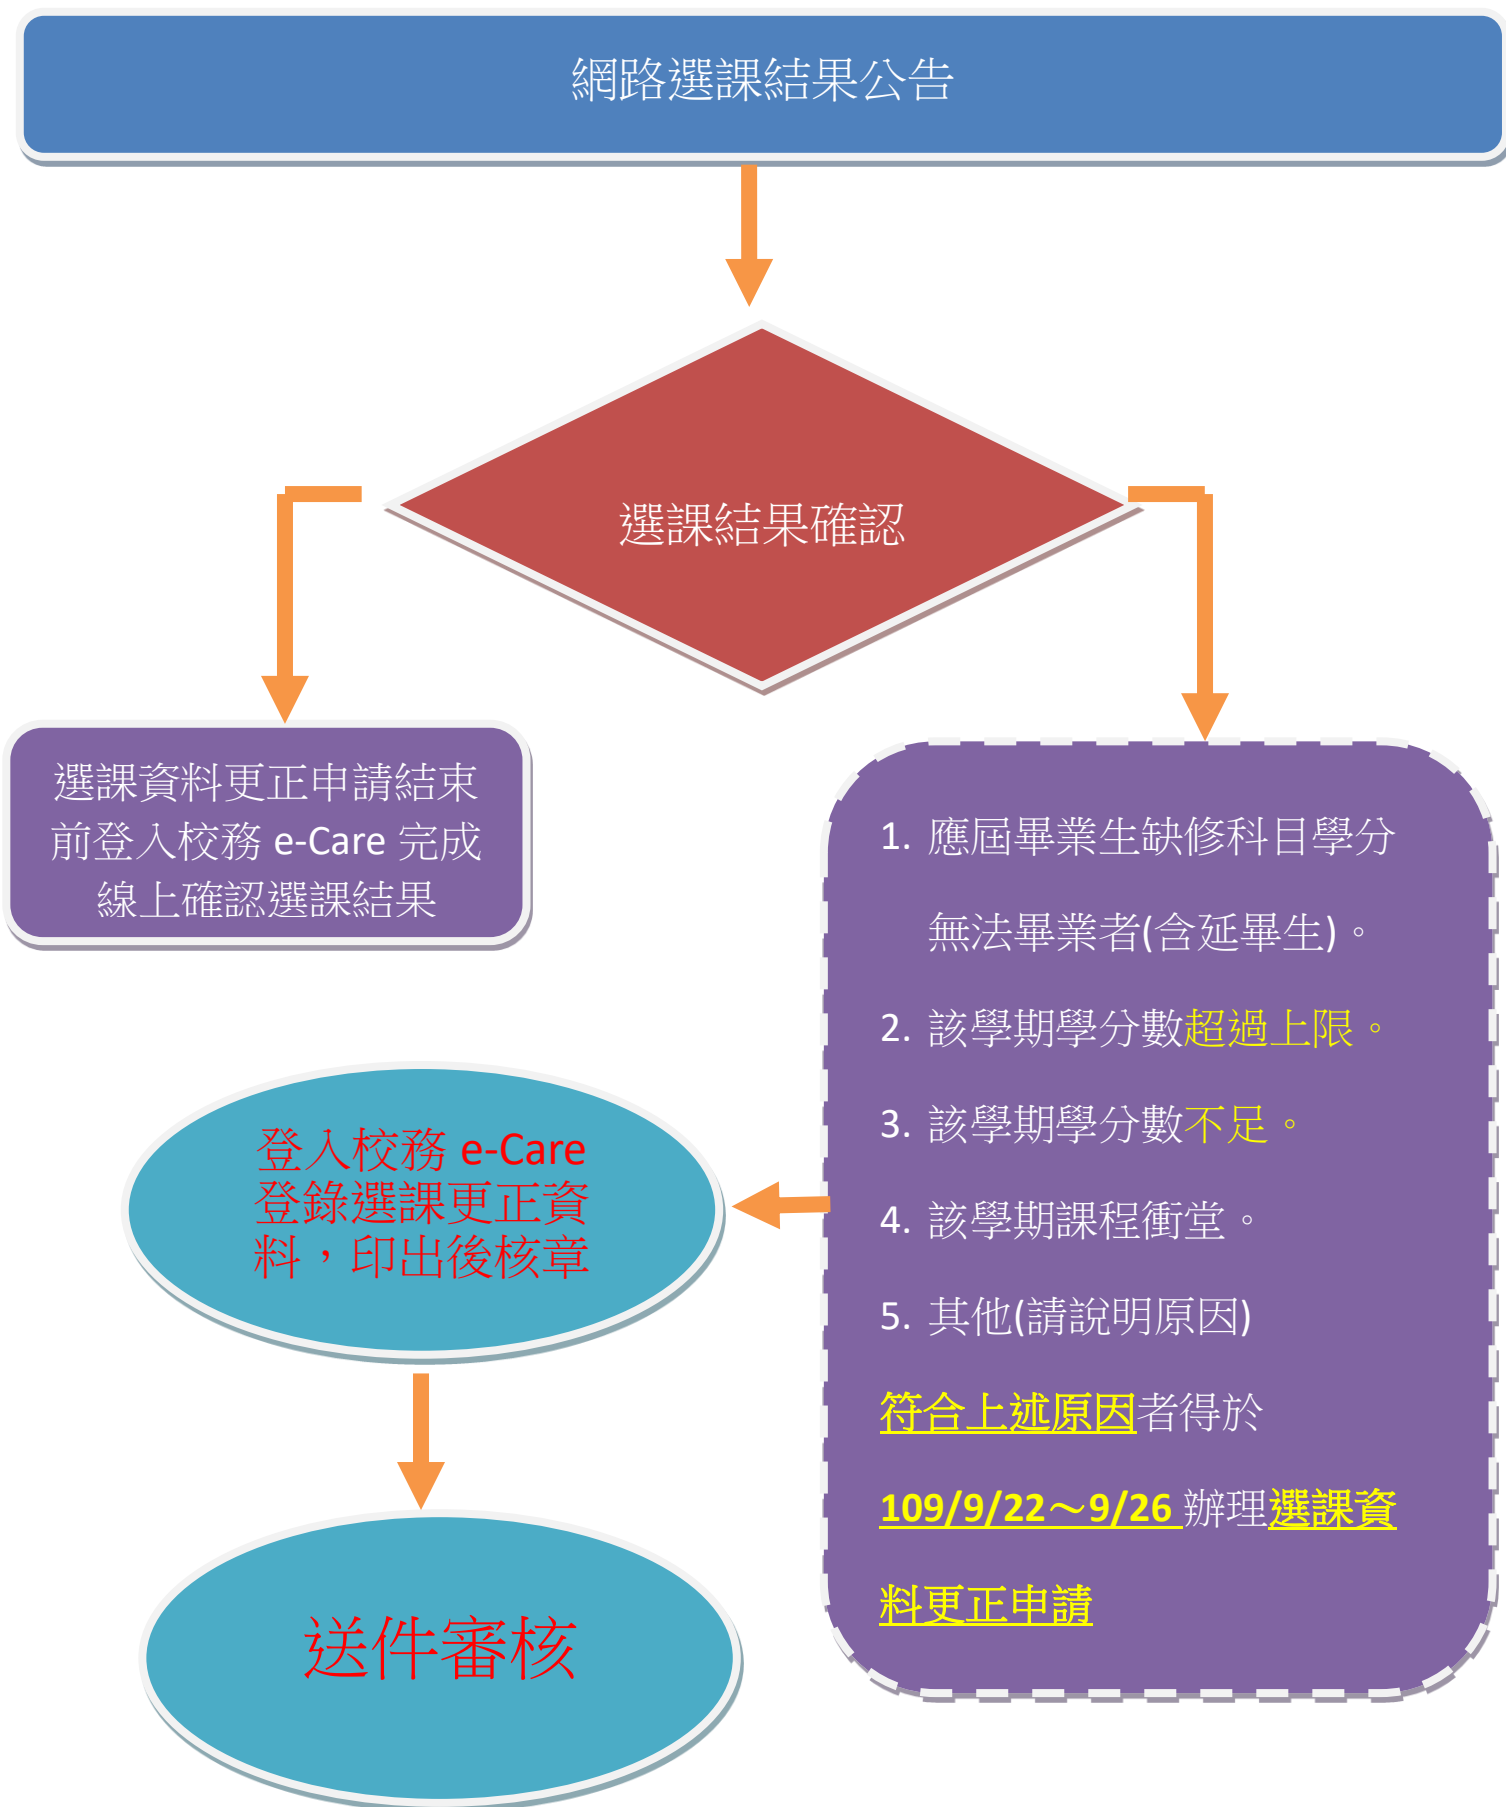 網路選課結果公告
選課結果確認
選課資料更正申請結束
前登入校務 e-Care 完成
線上確認選課結果
1. 應屆畢業生缺修科目學分
無法畢業者(含延畢生)。
2. 該學期學分數超過上限。
3. 該學期學分數不足。
4. 該學期課程衝堂。
5. 其他(請說明原因)
符合上述原因者得於
109/9/22～9/26 辦理選課資
料更正申請
登入校務 e-Care
登錄選課更正資
料，印出後核章
送件審核